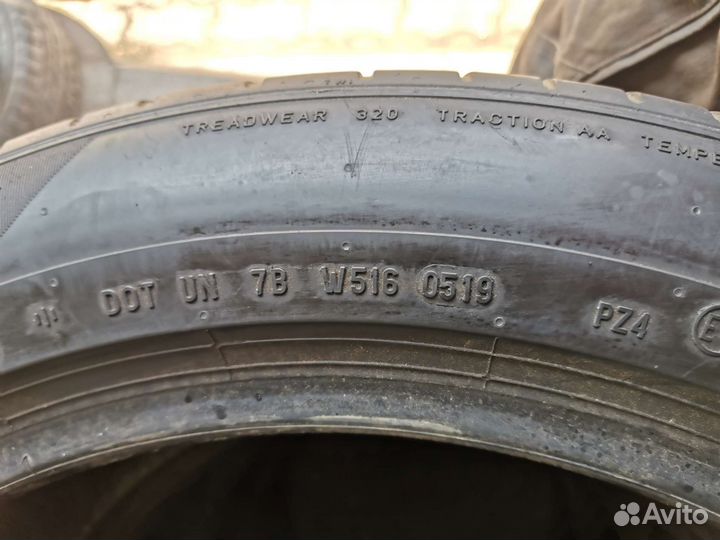 TREADWEAR 320 TRACTION AA TEMPE
DOT UN 7B W516 0519 PZ4
Avito